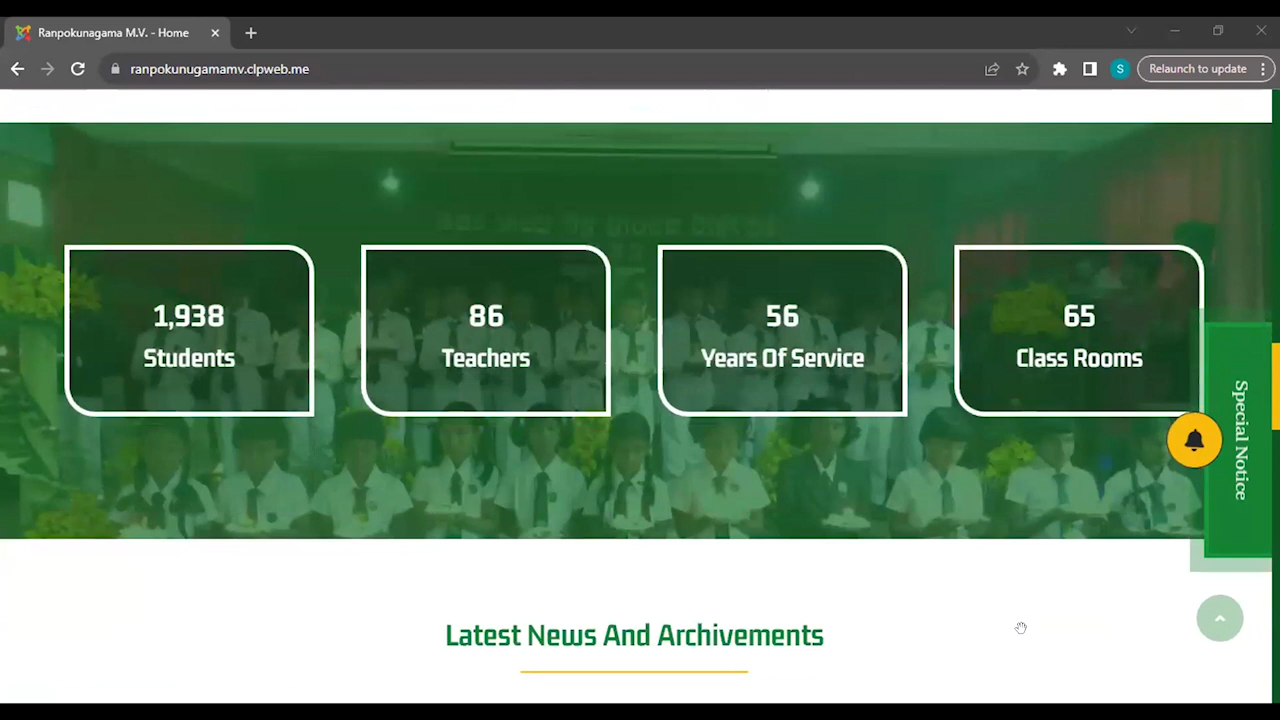 Ranpokunagama M.V. - Home
ranpokunugamamv.clpweb.me
S
Relaunch to update
1,938
Students
86
Teachers
56
Years Of Service
65
Class Rooms
Special Notice
Latest News And Archivements